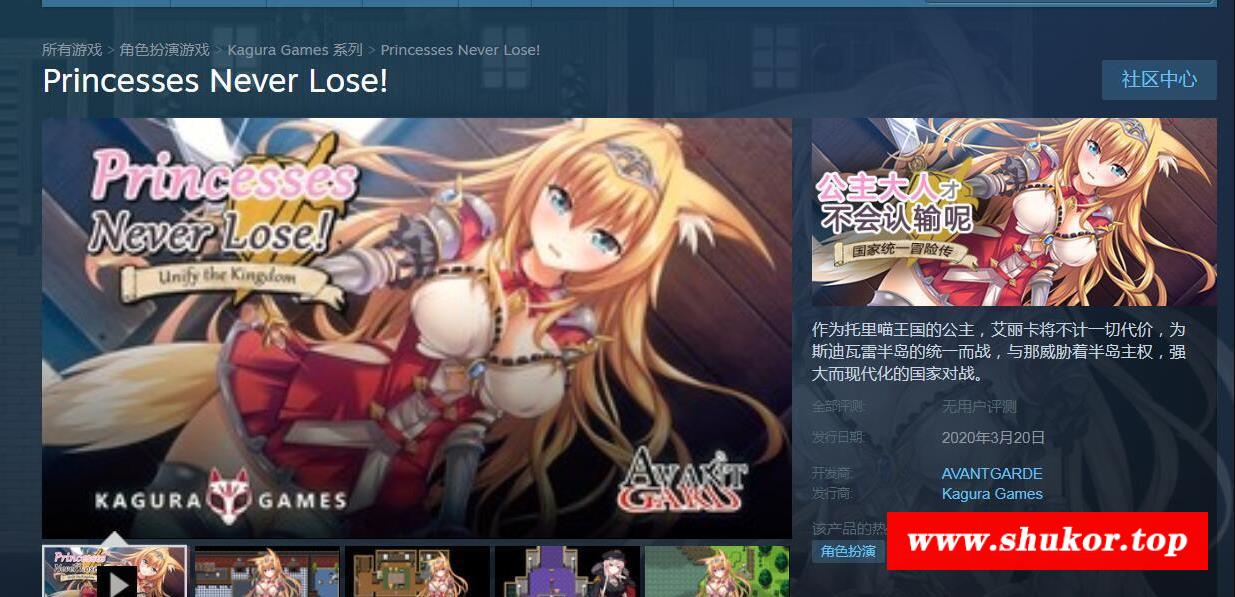 所有游戏 > 角色扮演游戏 > Kagura Games 系列 > Princesses Never Lose!
Princesses Never Lose!
社区中心
Princesses
Never Lose!
Unify the Kingdom
KAGURA GAMES
AVANT
GARDE
公主大人才
不会认输呢
国家统一冒险传
作为托里喵王国的公主，艾丽卡将不计一切代价，为
斯迪瓦雷半岛的统一而战，与那威胁着半岛主权，强
大而现代化的国家对战。
全部评测: 无用户评测
发行日期: 2020年3月20日
开发商: AVANTGARDE
发行商: Kagura Games
该产品的热
角色扮演
www.shukor.top
Princesses
Never Lose!